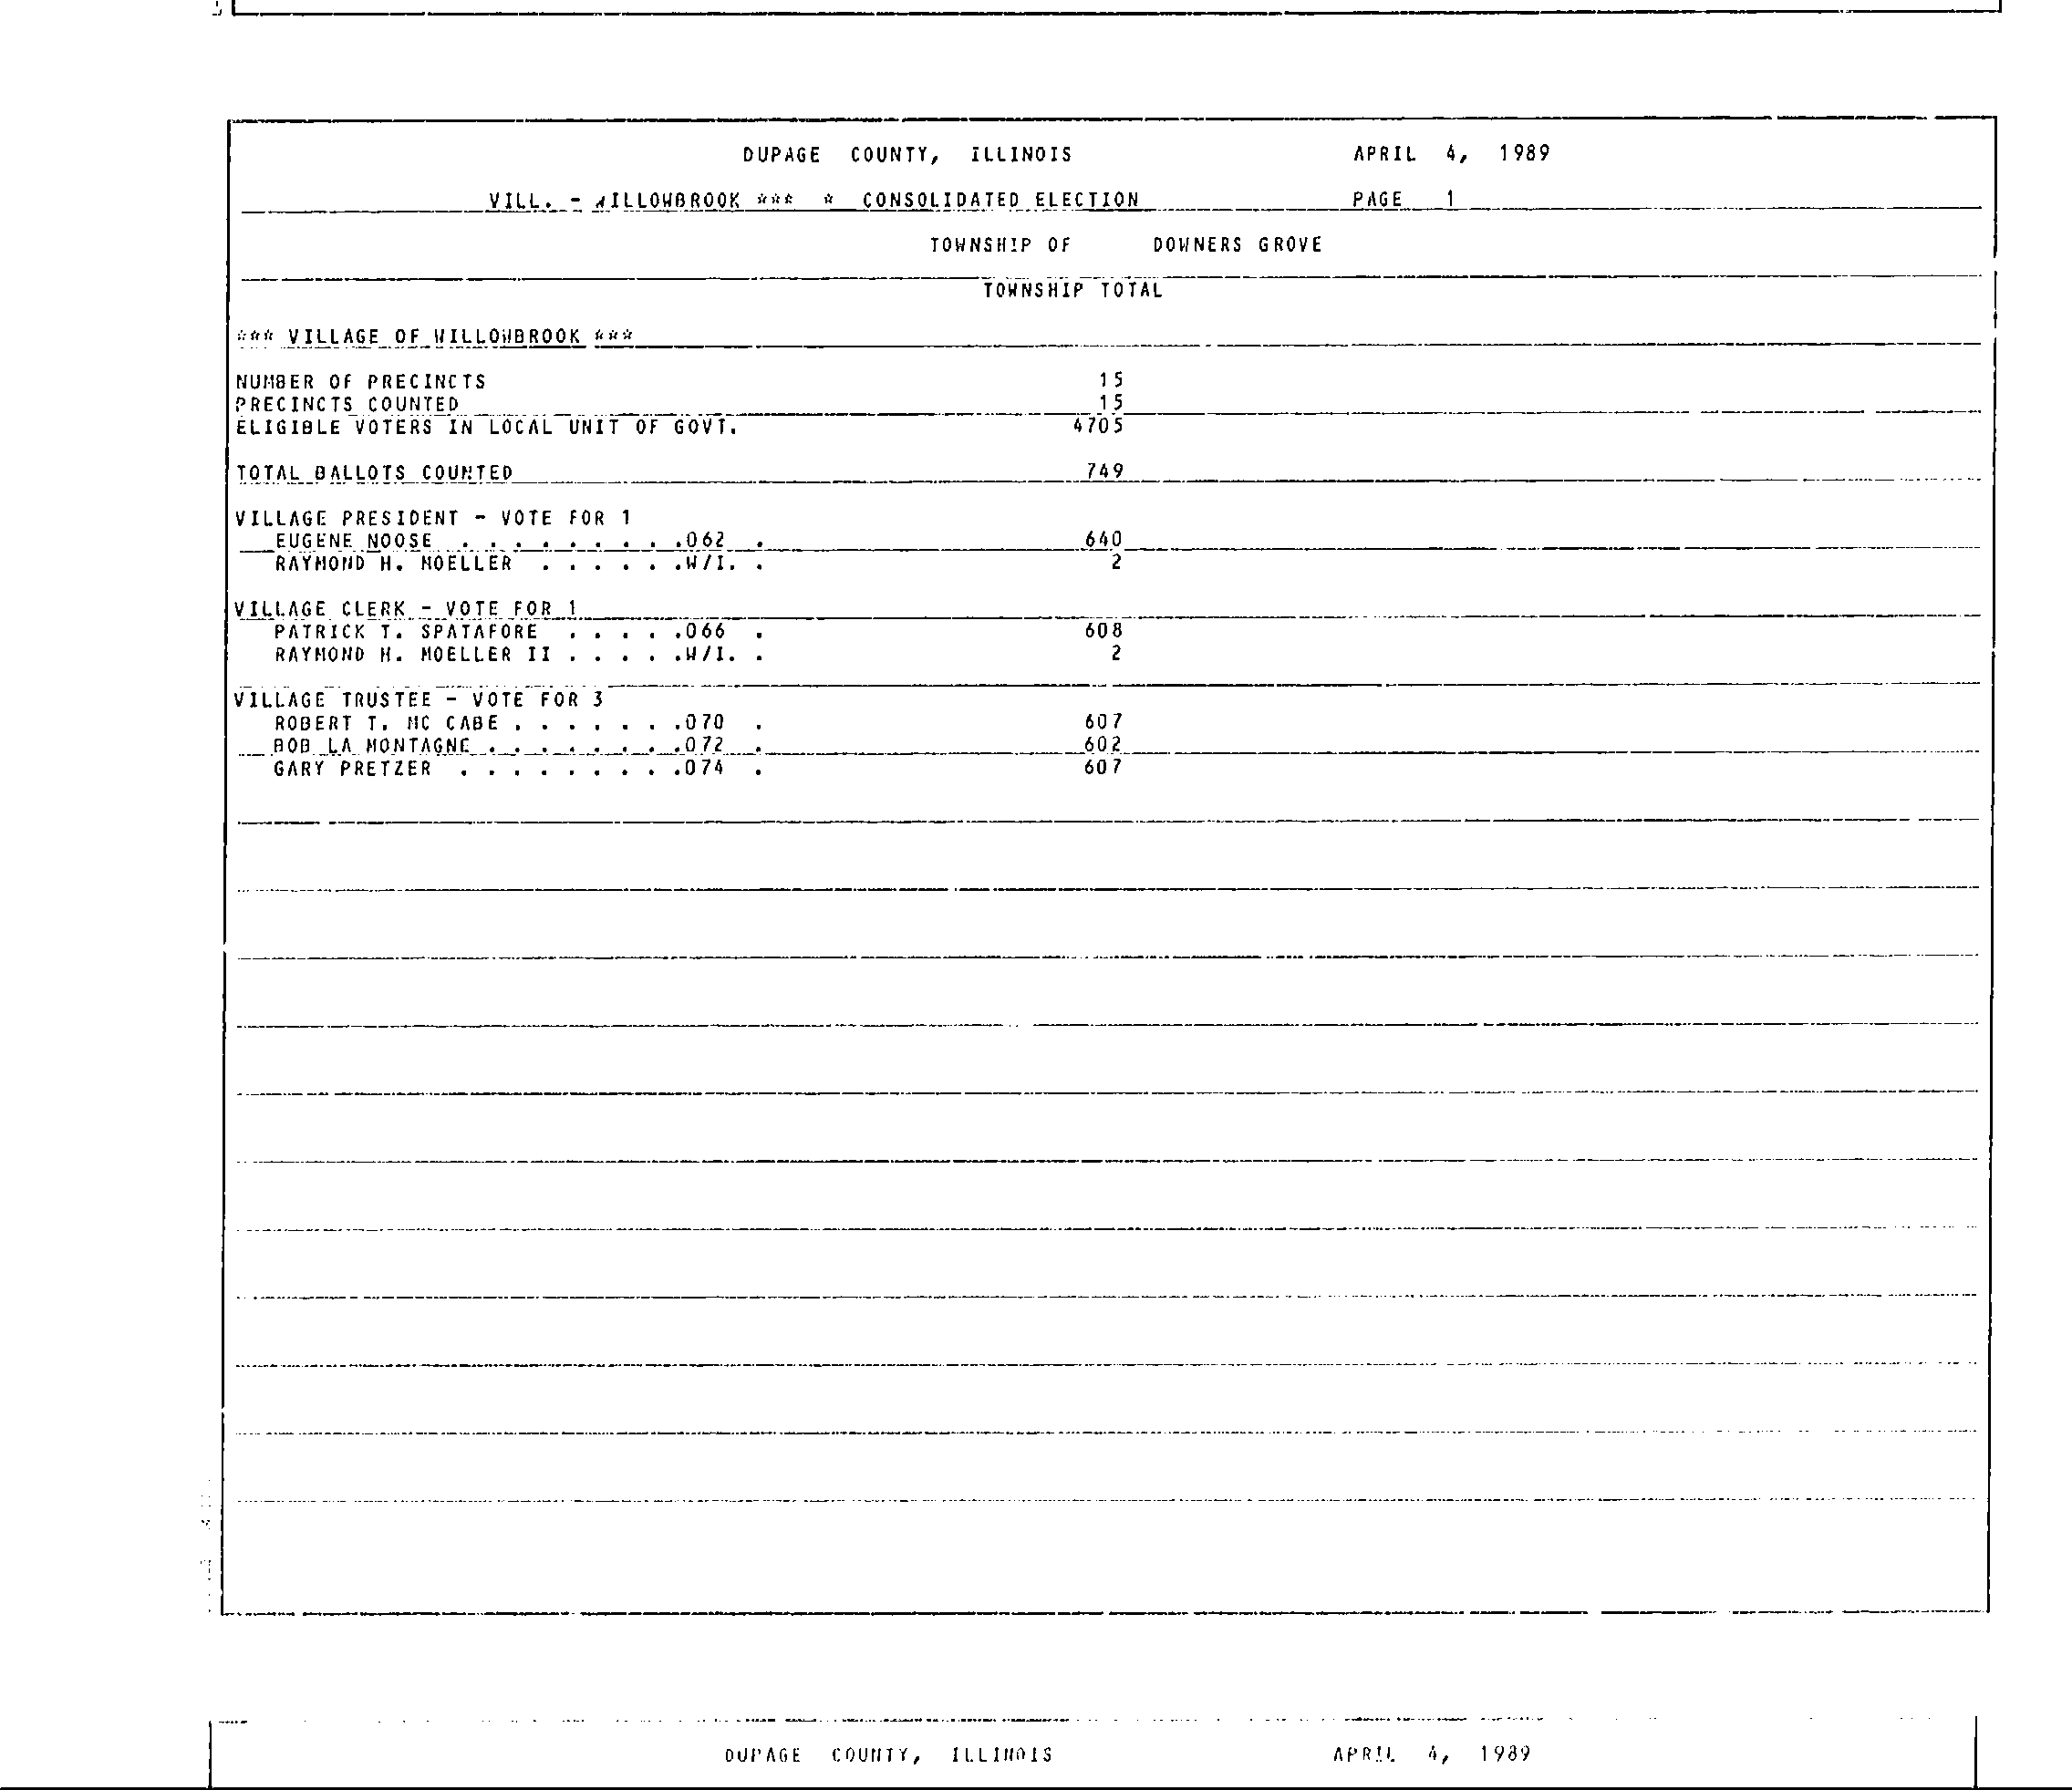 DUPAGE COUNTY, ILLINOIS APRIL 4, 1989
VILL. - WILLOWBROOK *** * CONSOLIDATED ELECTION PAGE 1
TOWNSHIP OF DOWNERS GROVE
TOWNSHIP TOTAL
*** VILLAGE OF WILLOWBROOK ***
NUMBER OF PRECINCTS 15
PRECINCTS COUNTED 15
ELIGIBLE VOTERS IN LOCAL UNIT OF GOVT. 4705
TOTAL BALLOTS COUNTED 749
VILLAGE PRESIDENT - VOTE FOR 1
EUGENE NOOSE . . . . . . . . .062 . 640
RAYMOND H. MOELLER . . . . . .W/I. . 2
VILLAGE CLERK - VOTE FOR 1
PATRICK T. SPATAFORE . . . . .066 . 608
RAYMOND H. MOELLER II . . . . .W/I. . 2
VILLAGE TRUSTEE - VOTE FOR 3
ROBERT T. MC CABE . . . . . . .070 . 607
BOB LA MONTAGNE . . . . . . . .072 . 602
GARY PRETZER . . . . . . . . .074 . 607
DUPAGE COUNTY, ILLINOIS APRIL 4, 1989